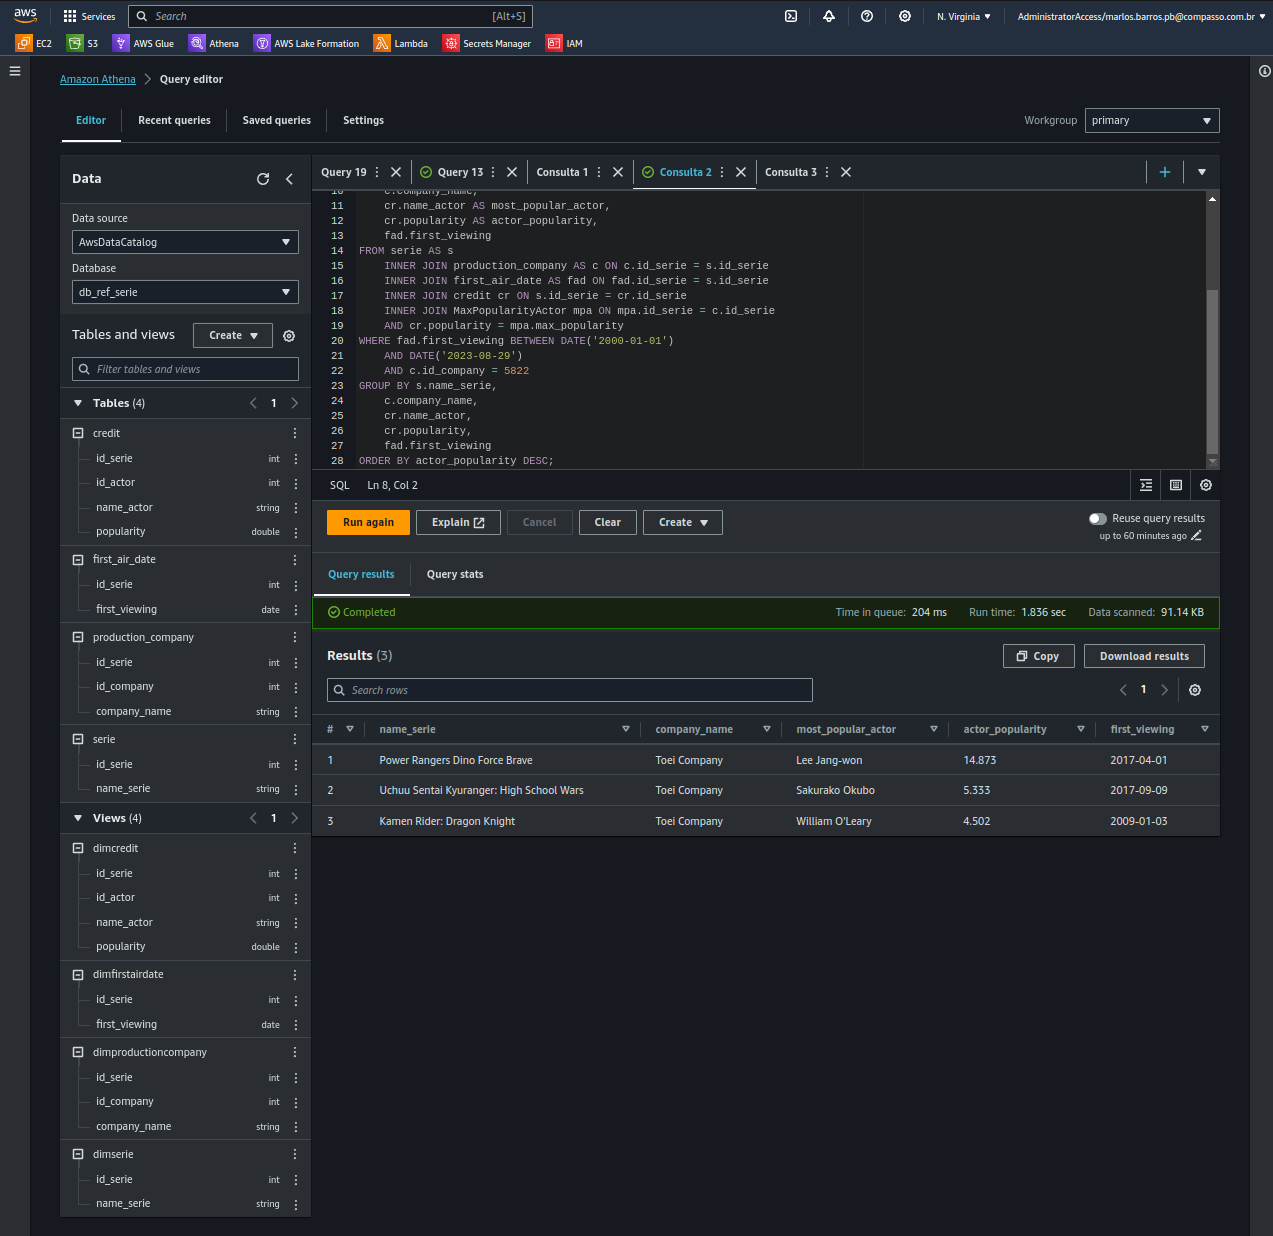 aws
Services
Search
[Alt+S]
N. Virginia
AdministratorAccess/marlos.barros.pb@compasso.com.br
EC2
S3
AWS Glue
Athena
AWS Lake Formation
Lambda
Secrets Manager
IAM
Amazon Athena
Query editor
Editor
Recent queries
Saved queries
Settings
Workgroup
primary
Data
Data source
AwsDataCatalog
Database
db_ref_serie
Tables and views
Create
Filter tables and views
Tables (4)
1
credit
id_serie int
id_actor int
name_actor string
popularity double
first_air_date
id_serie int
first_viewing date
production_company
id_serie int
id_company int
company_name string
serie
id_serie int
name_serie string
Views (4)
1
dimcredit
id_serie int
id_actor int
name_actor string
popularity double
dimfirstairdate
id_serie int
first_viewing date
dimproductioncompany
id_serie int
id_company int
company_name string
dimserie
id_serie int
name_serie string
Query 19
Query 13
Consulta 1
Consulta 2
Consulta 3
10 c.company_name,
11 cr.name_actor AS most_popular_actor,
12 cr.popularity AS actor_popularity,
13 fad.first_viewing
14 FROM serie AS s
15 INNER JOIN production_company AS c ON c.id_serie = s.id_serie
16 INNER JOIN first_air_date AS fad ON fad.id_serie = s.id_serie
17 INNER JOIN credit cr ON s.id_serie = cr.id_serie
18 INNER JOIN MaxPopularityActor mpa ON mpa.id_serie = c.id_serie
19 AND cr.popularity = mpa.max_popularity
20 WHERE fad.first_viewing BETWEEN DATE('2000-01-01')
21 AND DATE('2023-08-29')
22 AND c.id_company = 5822
23 GROUP BY s.name_serie,
24 c.company_name,
25 cr.name_actor,
26 cr.popularity,
27 fad.first_viewing
28 ORDER BY actor_popularity DESC;
SQL Ln 8, Col 2
Run again
Explain
Cancel
Clear
Create
Reuse query results
up to 60 minutes ago
Query results
Query stats
Completed
Time in queue: 204 ms
Run time: 1.836 sec
Data scanned: 91.14 KB
Results (3)
Copy
Download results
Search rows
1
# name_serie company_name most_popular_actor actor_popularity first_viewing
1 Power Rangers Dino Force Brave Toei Company Lee Jang-won 14.873 2017-04-01
2 Uchuu Sentai Kyuranger: High School Wars Toei Company Sakurako Okubo 5.333 2017-09-09
3 Kamen Rider: Dragon Knight Toei Company William O'Leary 4.502 2009-01-03